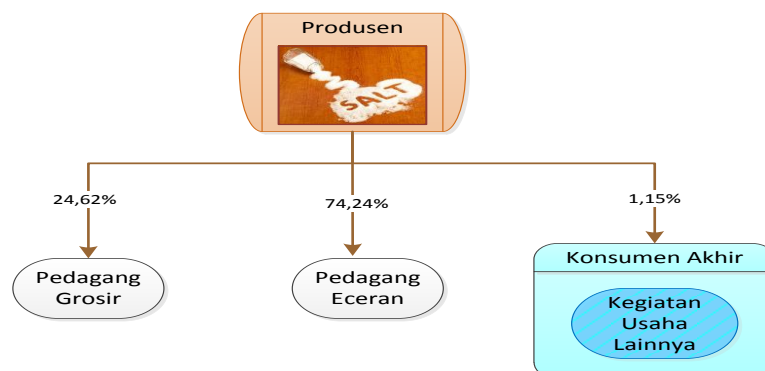 Produsen
SALT
24,62%
74,24%
1,15%
Pedagang
Grosir
Pedagang
Eceran
Konsumen Akhir
Kegiatan
Usaha
Lainnya